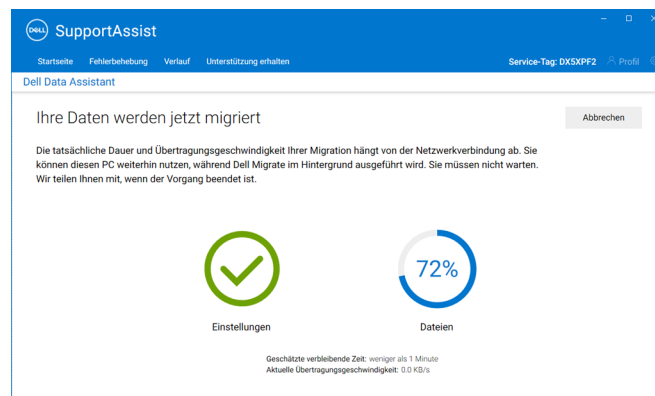 DELL SupportAssist
Startseite Fehlerbehebung Verlauf Unterstützung erhalten Service-Tag: DX5XPF2 Profil
Dell Data Assistant
Ihre Daten werden jetzt migriert
Abbrechen
Die tatsächliche Dauer und Übertragungsgeschwindigkeit Ihrer Migration hängt von der Netzwerkverbindung ab. Sie
können diesen PC weiterhin nutzen, während Dell Migrate im Hintergrund ausgeführt wird. Sie müssen nicht warten.
Wir teilen Ihnen mit, wenn der Vorgang beendet ist.
72%
Einstellungen Dateien
Geschätzte verbleibende Zeit: weniger als 1 Minute
Aktuelle Übertragungsgeschwindigkeit: 0.0 KB/s